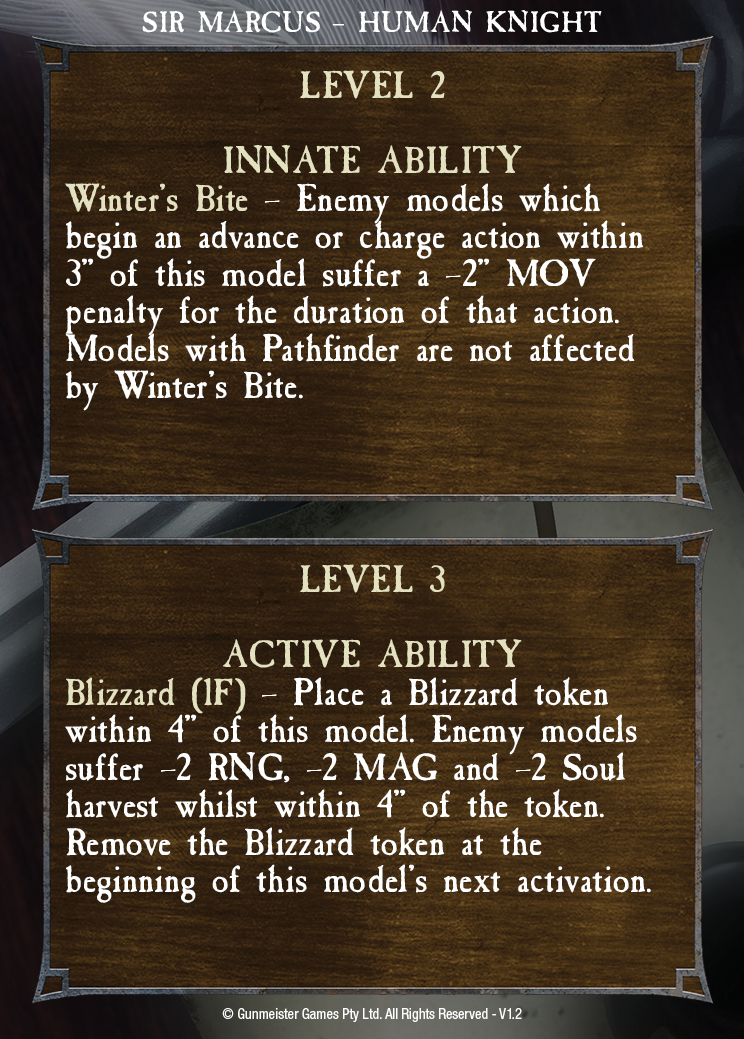 SIR MARCUS – HUMAN KNIGHT
LEVEL 2
INNATE ABILITY
Winter's Bite – Enemy models which
begin an advance or charge action within
3" of this model suffer a –2" MOV
penalty for the duration of that action.
Models with Pathfinder are not affected
by Winter's Bite.
LEVEL 3
ACTIVE ABILITY
Blizzard (1F) – Place a Blizzard token
within 4" of this model. Enemy models
suffer –2 RNG, –2 MAG and –2 Soul
harvest whilst within 4" of the token.
Remove the Blizzard token at the
beginning of this model's next activation.
© Gunmeister Games Pty Ltd. All Rights Reserved - V1.2